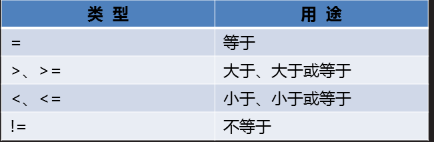 类 型 用 途
= 等于
>、>= 大于、大于或等于
<、<= 小于、小于或等于
!= 不等于